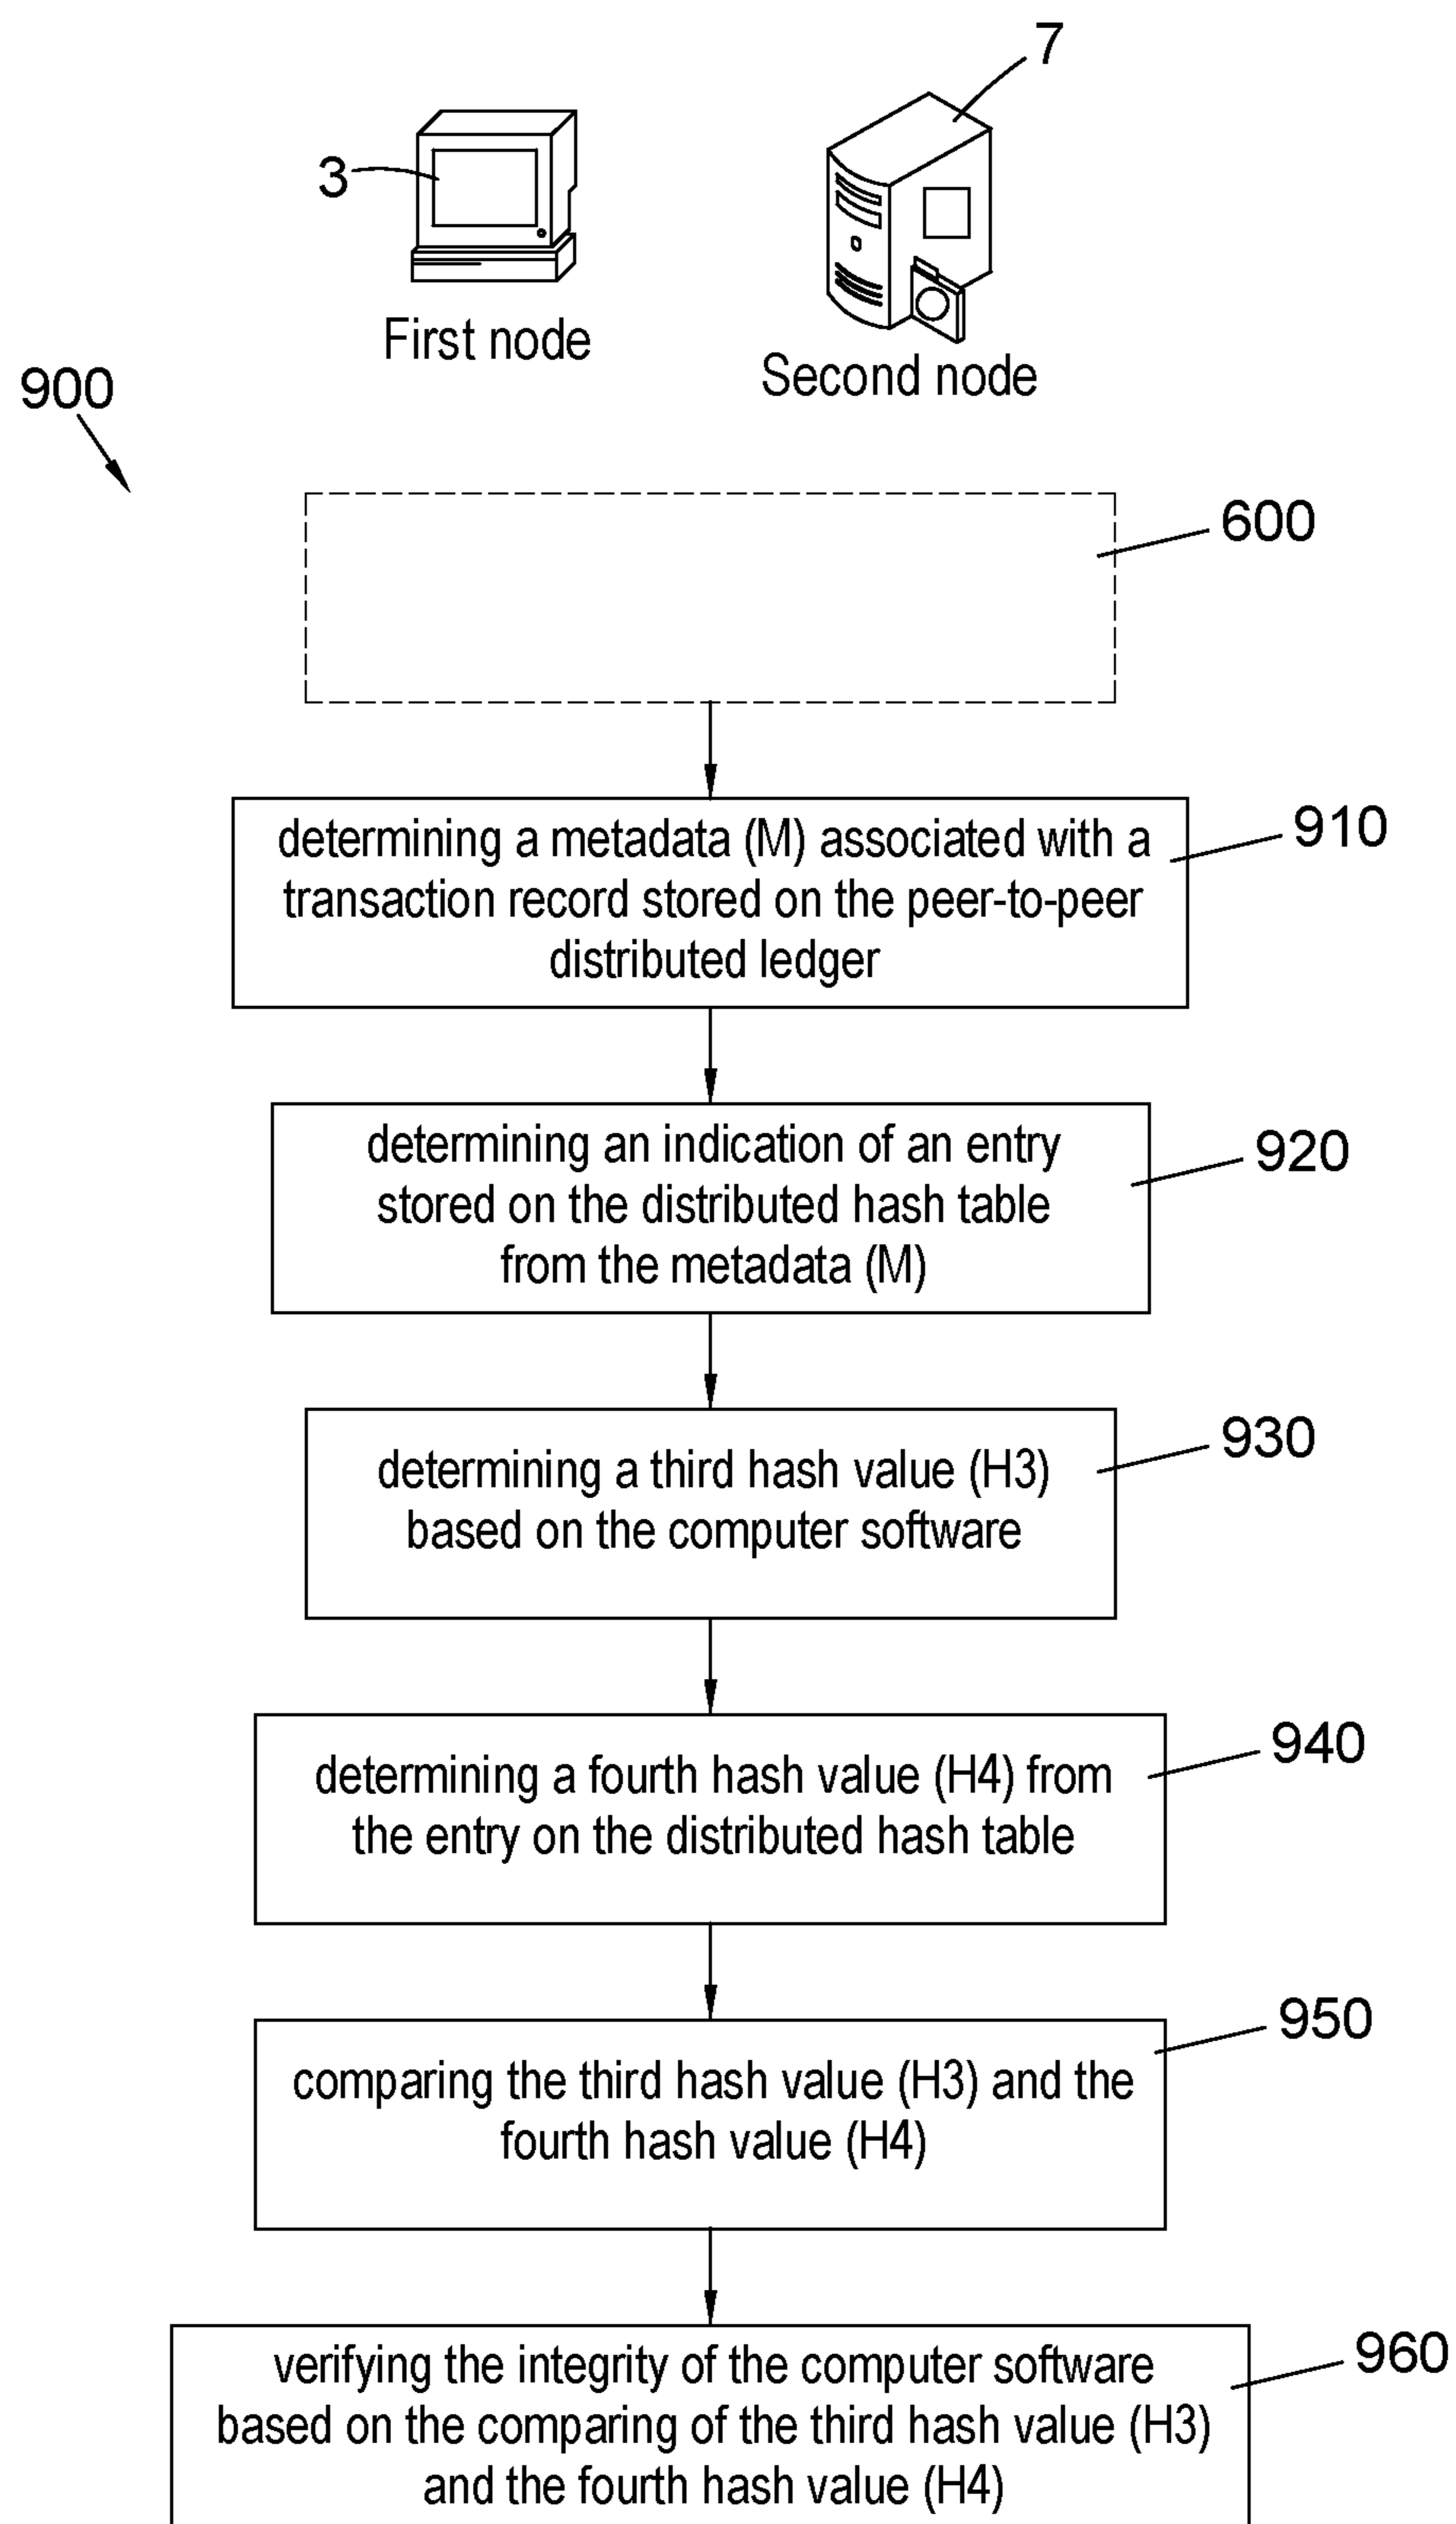 7
3
First node
Second node
900
600
determining a metadata (M) associated with a
transaction record stored on the peer-to-peer
distributed ledger
910
determining an indication of an entry
stored on the distributed hash table
from the metadata (M)
920
determining a third hash value (H3)
based on the computer software
930
determining a fourth hash value (H4) from
the entry on the distributed hash table
940
comparing the third hash value (H3) and the
fourth hash value (H4)
950
verifying the integrity of the computer software
based on the comparing of the third hash value (H3)
and the fourth hash value (H4)
960